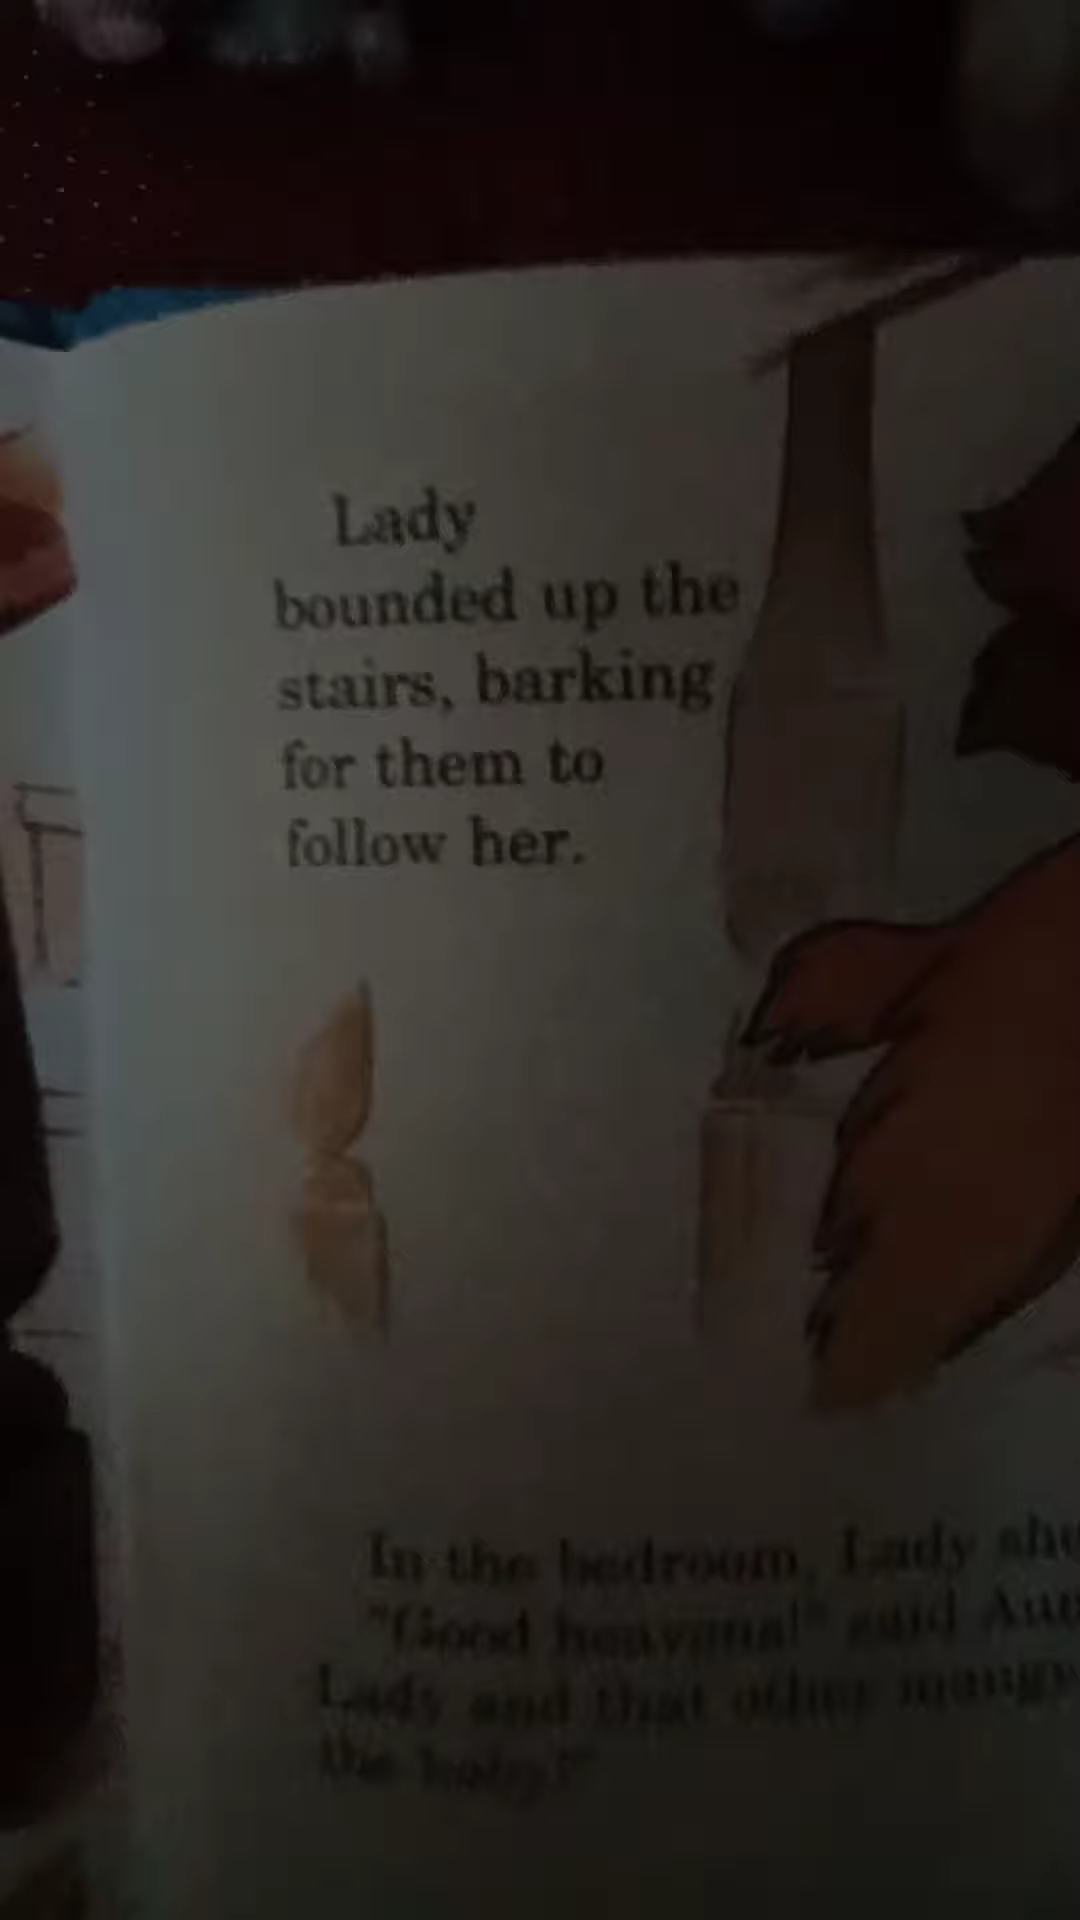 Lady
bounded up the
stairs, barking
for them to
follow her.
In the bedroom, Lady
"Good heavens!" said
Lady and that other
the baby!"